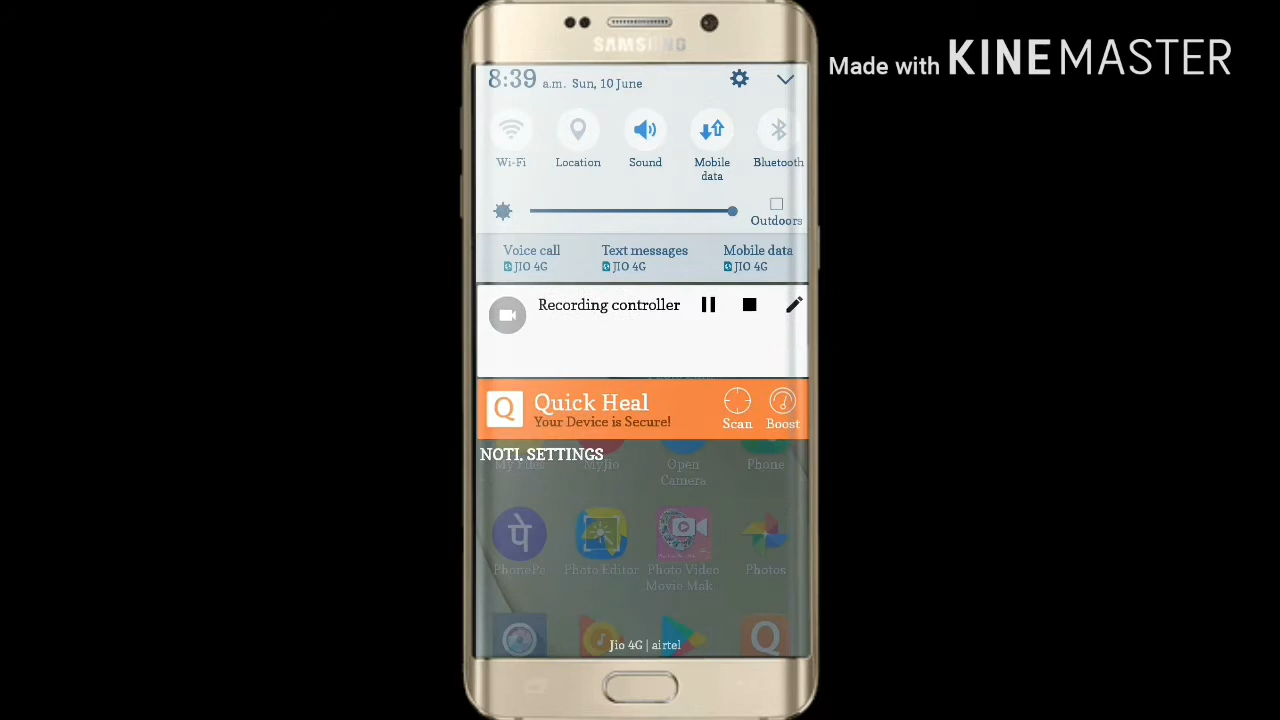 SAMSUNG
Made with KINEMASTER
8:39 a.m. Sun, 10 June
Wi-Fi Location Sound Mobile data Bluetooth
Outdoors
Voice call Text messages Mobile data
JIO 4G JIO 4G JIO 4G
Recording controller
Q Quick Heal
Your Device is Secure!
Scan Boost
NOTI. SETTINGS
My Files MyJio Open Camera Phone
पे
PhonePe Photo Editor Photo Video Movie Mak Photos
Q
Jio 4G | airtel